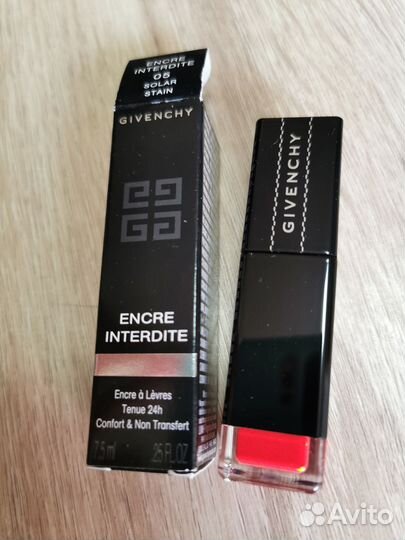 ENCRE
INTERDITE
05
SOLAR
STAIN
GIVENCHY
ENCRE
INTERDITE
Encre à Lèvres
Tenue 24h
Confort & Non Transfert
7.5 ml .25 FL.OZ
GIVENCHY
Avito